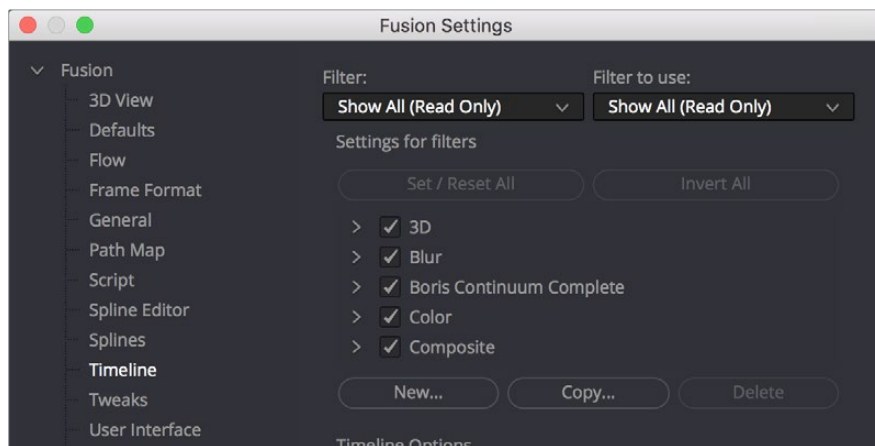 Fusion Settings
Fusion
3D View
Defaults
Flow
Frame Format
General
Path Map
Script
Spline Editor
Splines
Timeline
Tweaks
User Interface
Filter: Filter to use:
Show All (Read Only) Show All (Read Only)
Settings for filters
Set / Reset All Invert All
3D
Blur
Boris Continuum Complete
Color
Composite
New... Copy... Delete
Timeline Options